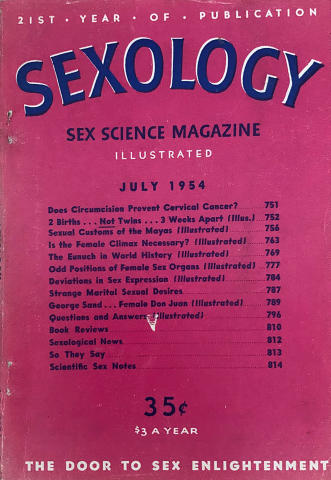 21ST · YEAR · OF · PUBLICATION
SEXOLOGY
SEX SCIENCE MAGAZINE
ILLUSTRATED
JULY 1954
Does Circumcision Prevent Cervical Cancer? 751
2 Births . . . Not Twins . . . 3 Weeks Apart (Illus.) 752
Sexual Customs of the Mayas (Illustrated) 756
Is the Female Climax Necessary? (Illustrated) 763
The Eunuch in World History (Illustrated) 769
Odd Positions of Female Sex Organs (Illustrated) 777
Deviations in Sex Expression (Illustrated) 784
Strange Marital Sexual Desires 787
George Sand . . . Female Don Juan (Illustrated) 789
Questions and Answers (Illustrated) 796
Book Reviews 810
Sexological News 812
So They Say 813
Scientific Sex Notes 814
35¢
$3 A YEAR
THE DOOR TO SEX ENLIGHTENMENT